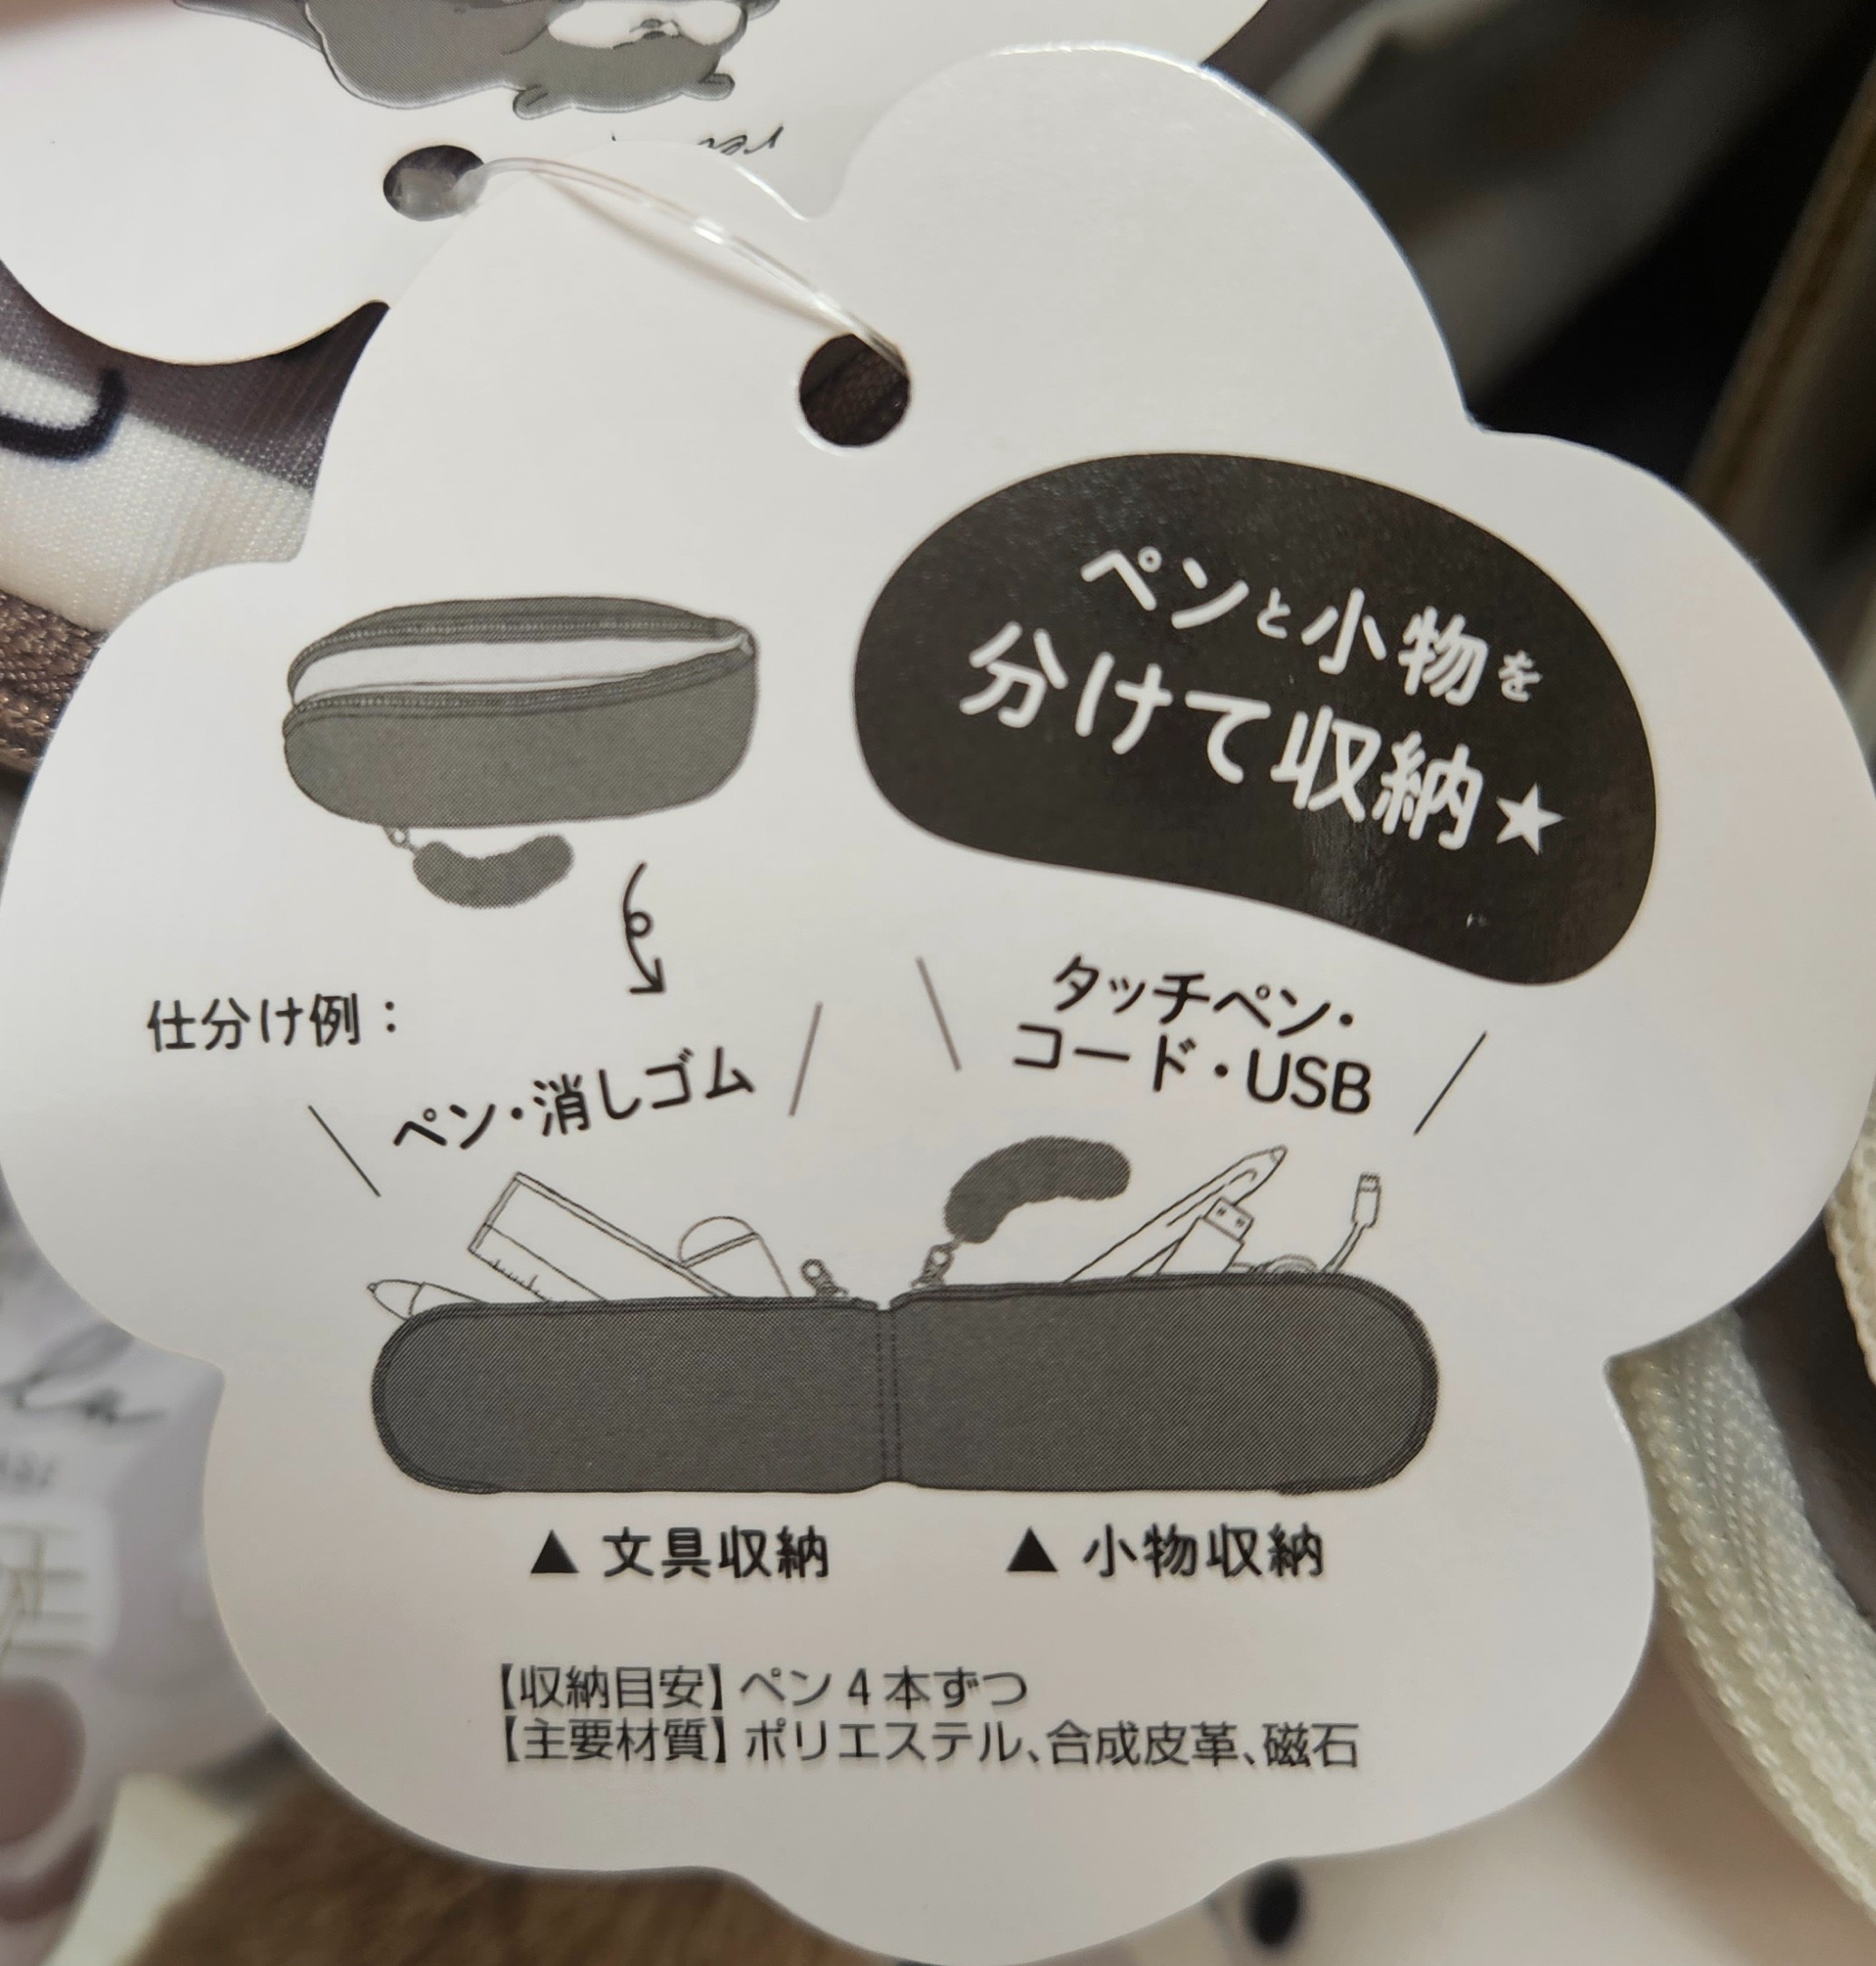 ペンと小物を
分けて収納★
仕分け例：
ペン・消しゴム
タッチペン・
コード・USB
▲ 文具収納
▲ 小物収納
【収納目安】ペン4本ずつ
【主要材質】ポリエステル、合成皮革、磁石